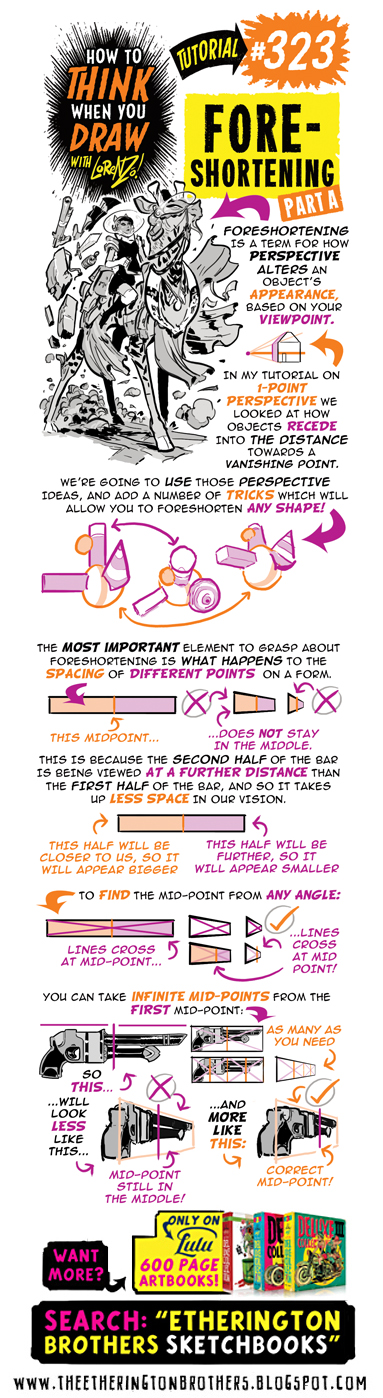 HOW TO
THINK
WHEN YOU
DRAW
WITH LORENZO!
TUTORIAL
#323
FORE-
SHORTENING
PART A
FORESHORTENING
IS A TERM FOR HOW
PERSPECTIVE
ALTERS AN
OBJECT'S
APPEARANCE,
BASED ON YOUR
VIEWPOINT.
IN MY TUTORIAL ON
1-POINT
PERSPECTIVE WE
LOOKED AT HOW
OBJECTS RECEDE
INTO THE DISTANCE
TOWARDS A
VANISHING POINT.
WE'RE GOING TO USE THOSE PERSPECTIVE
IDEAS, AND ADD A NUMBER OF TRICKS WHICH WILL
ALLOW YOU TO FORESHORTEN ANY SHAPE!
THE MOST IMPORTANT ELEMENT TO GRASP ABOUT
FORESHORTENING IS WHAT HAPPENS TO THE
SPACING OF DIFFERENT POINTS ON A FORM.
THIS MIDPOINT...
...DOES NOT STAY
IN THE MIDDLE.
THIS IS BECAUSE THE SECOND HALF OF THE BAR
IS BEING VIEWED AT A FURTHER DISTANCE THAN
THE FIRST HALF OF THE BAR, AND SO IT TAKES
UP LESS SPACE IN OUR VISION.
THIS HALF WILL BE
CLOSER TO US, SO IT
WILL APPEAR BIGGER
THIS HALF WILL BE
FURTHER, SO IT
WILL APPEAR SMALLER
TO FIND THE MID-POINT FROM ANY ANGLE:
LINES CROSS
AT MID-POINT...
...LINES
CROSS
AT MID
POINT!
YOU CAN TAKE INFINITE MID-POINTS FROM THE
FIRST MID-POINT:
AS MANY AS
YOU NEED
SO
THIS...
...WILL
LOOK
LESS
LIKE
THIS...
MID-POINT
STILL IN
THE MIDDLE!
...AND
MORE
LIKE
THIS:
CORRECT
MID-POINT!
WANT
MORE?
ONLY ON
Lulu
600 PAGE
ARTBOOKS!
DELUXE
III
SEARCH: "ETHERINGTON
BROTHERS SKETCHBOOKS"
WWW.THEETHERINGTONBROTHERS.BLOGSPOT.COM